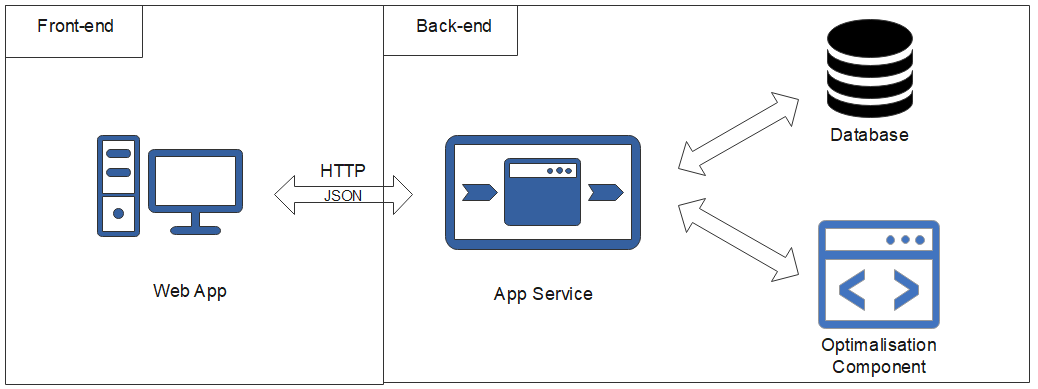 Front-end
Back-end
Database
HTTP
JSON
Web App
App Service
Optimalisation
Component